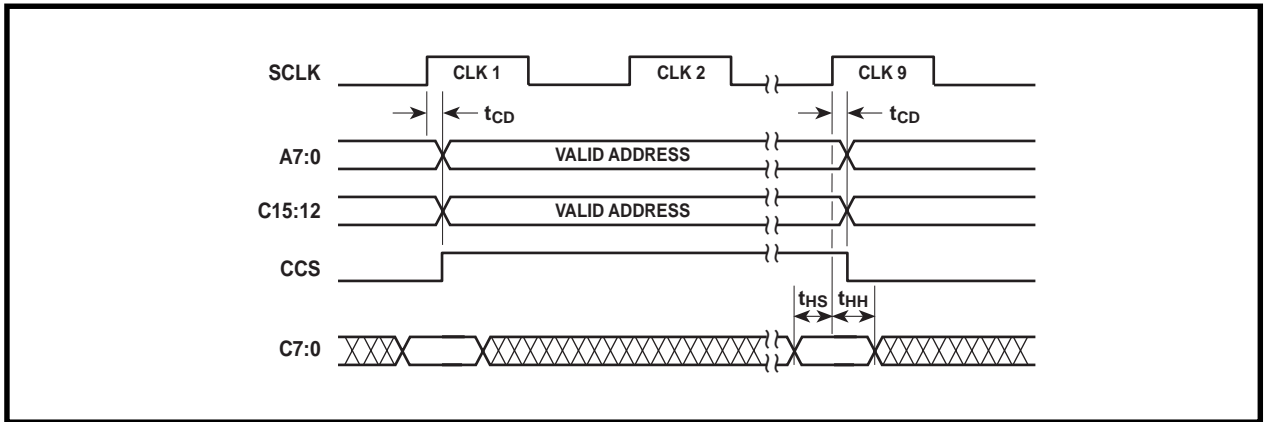 SCLK CLK 1 CLK 2 CLK 9
tCD tCD
A7:0 VALID ADDRESS
C15:12 VALID ADDRESS
CCS
tHS tHH
C7:0